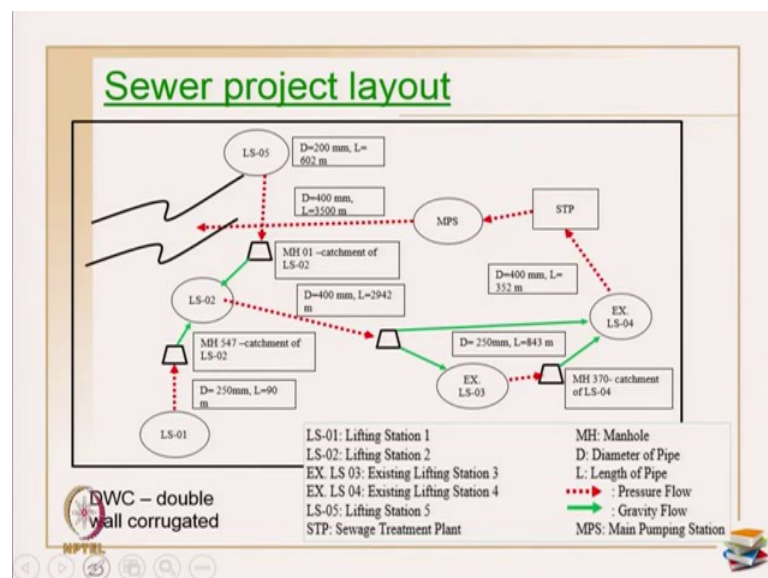 Sewer project layout
LS-05
D=200 mm, L=
602 m
D=400 mm,
L=3500 m
MPS
STP
MH 01 –catchment of
LS-02
D=400 mm, L=
352 m
LS-02
D=400 mm, L=2942
m
EX.
LS-04
MH 547 –catchment of
LS-02
D= 250mm, L=843 m
D= 250mm, L=90
m
EX.
LS-03
MH 370- catchment
of LS-04
LS-01
LS-01: Lifting Station 1
LS-02: Lifting Station 2
EX. LS 03: Existing Lifting Station 3
EX. LS 04: Existing Lifting Station 4
LS-05: Lifting Station 5
STP: Sewage Treatment Plant
MH: Manhole
D: Diameter of Pipe
L: Length of Pipe
: Pressure Flow
: Gravity Flow
MPS: Main Pumping Station
DWC – double
wall corrugated
NPTEL